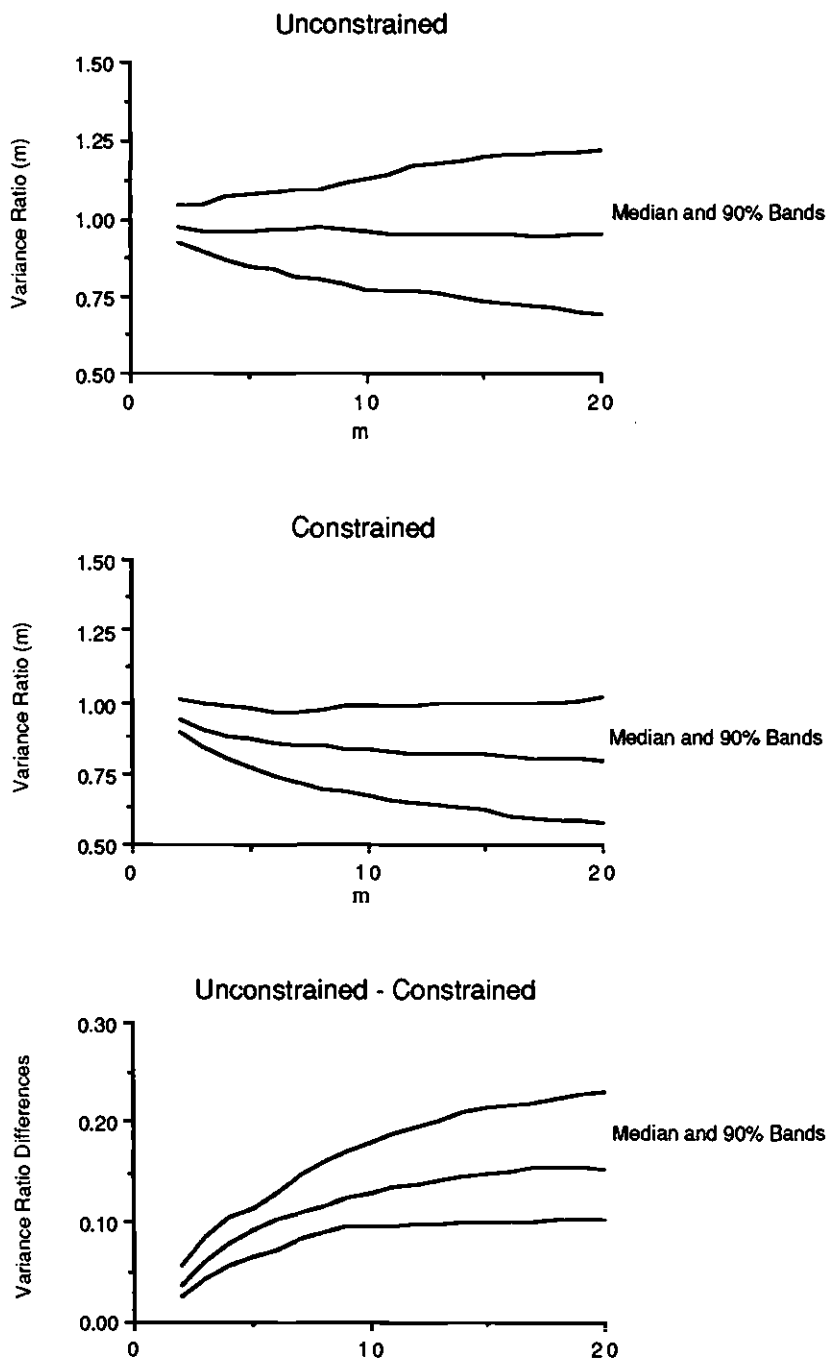 Unconstrained
1.50
1.25
1.00
0.75
0.50
Variance Ratio (m)
Median and 90% Bands
0
10
20
m
Constrained
1.50
1.25
1.00
0.75
0.50
Variance Ratio (m)
Median and 90% Bands
0
10
20
m
Unconstrained - Constrained
0.30
0.20
0.10
0.00
Variance Ratio Differences
Median and 90% Bands
0
10
20